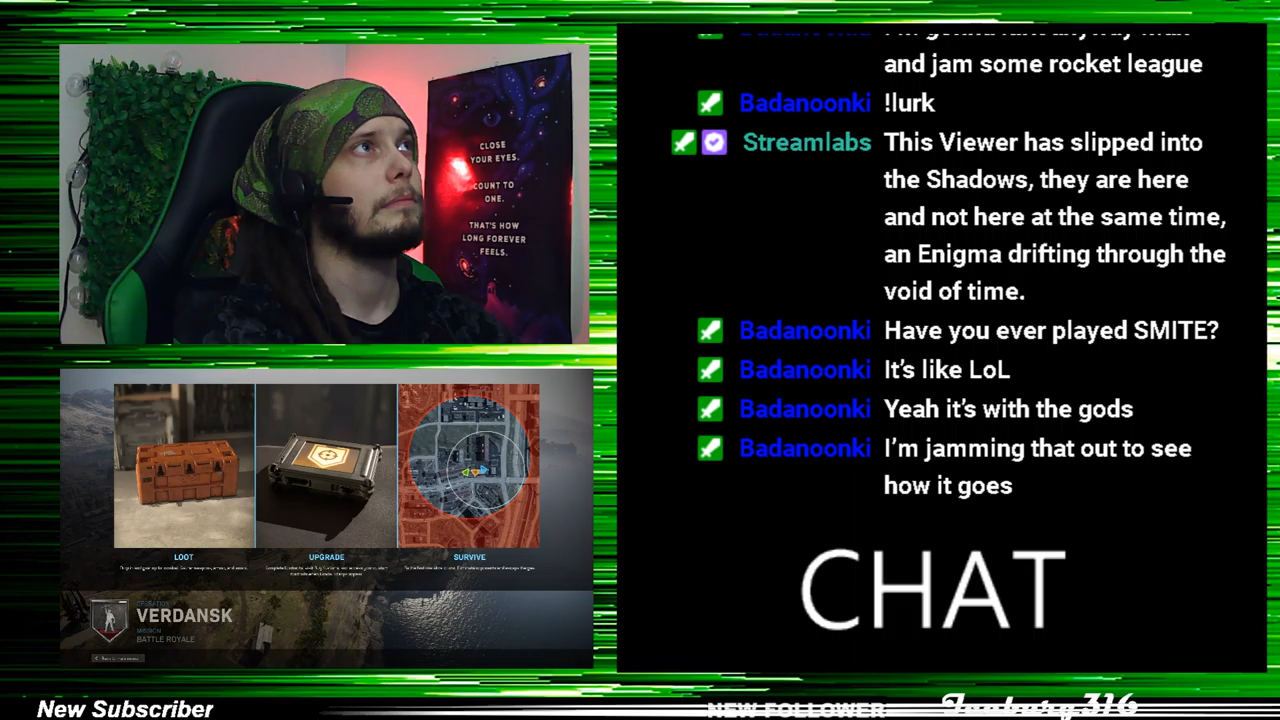 and jam some rocket league
Badanoonki !lurk
Streamlabs This Viewer has slipped into
the Shadows, they are here
and not here at the same time,
an Enigma drifting through the
void of time.
Badanoonki Have you ever played SMITE?
Badanoonki It's like LoL
Badanoonki Yeah it's with the gods
Badanoonki I'm jamming that out to see
how it goes
CHAT
CLOSE
YOUR EYES.
COUNT TO
ONE.
THAT'S HOW
LONG FOREVER
FEELS.
LOOT
UPGRADE
SURVIVE
OPERATION
VERDANSK
MISSION
BATTLE ROYALE
New Subscriber
NEW FOLLOWER